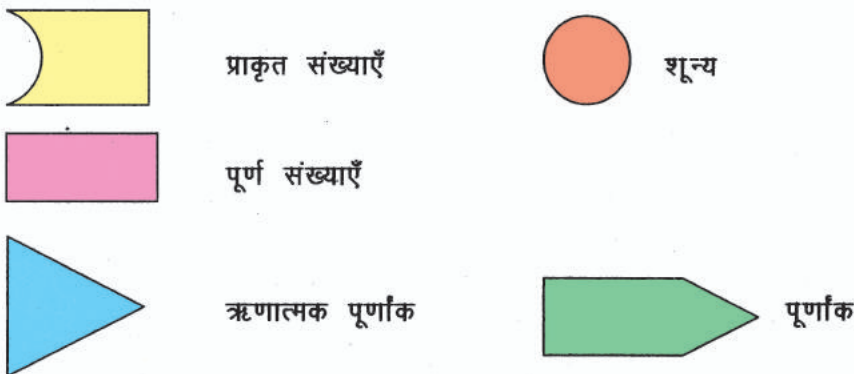 प्राकृत संख्याएँ
शून्य
पूर्ण संख्याएँ
ऋणात्मक पूर्णांक
पूर्णांक